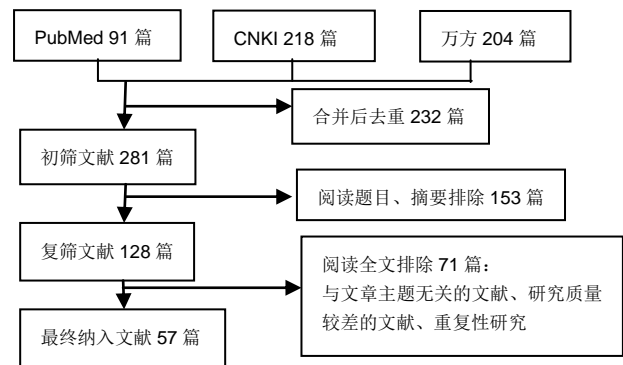 PubMed 91 篇
CNKI 218 篇
万方 204 篇
合并后去重 232 篇
初筛文献 281 篇
阅读题目、摘要排除 153 篇
复筛文献 128 篇
阅读全文排除 71 篇:
与文章主题无关的文献、研究质量
较差的文献、重复性研究
最终纳入文献 57 篇